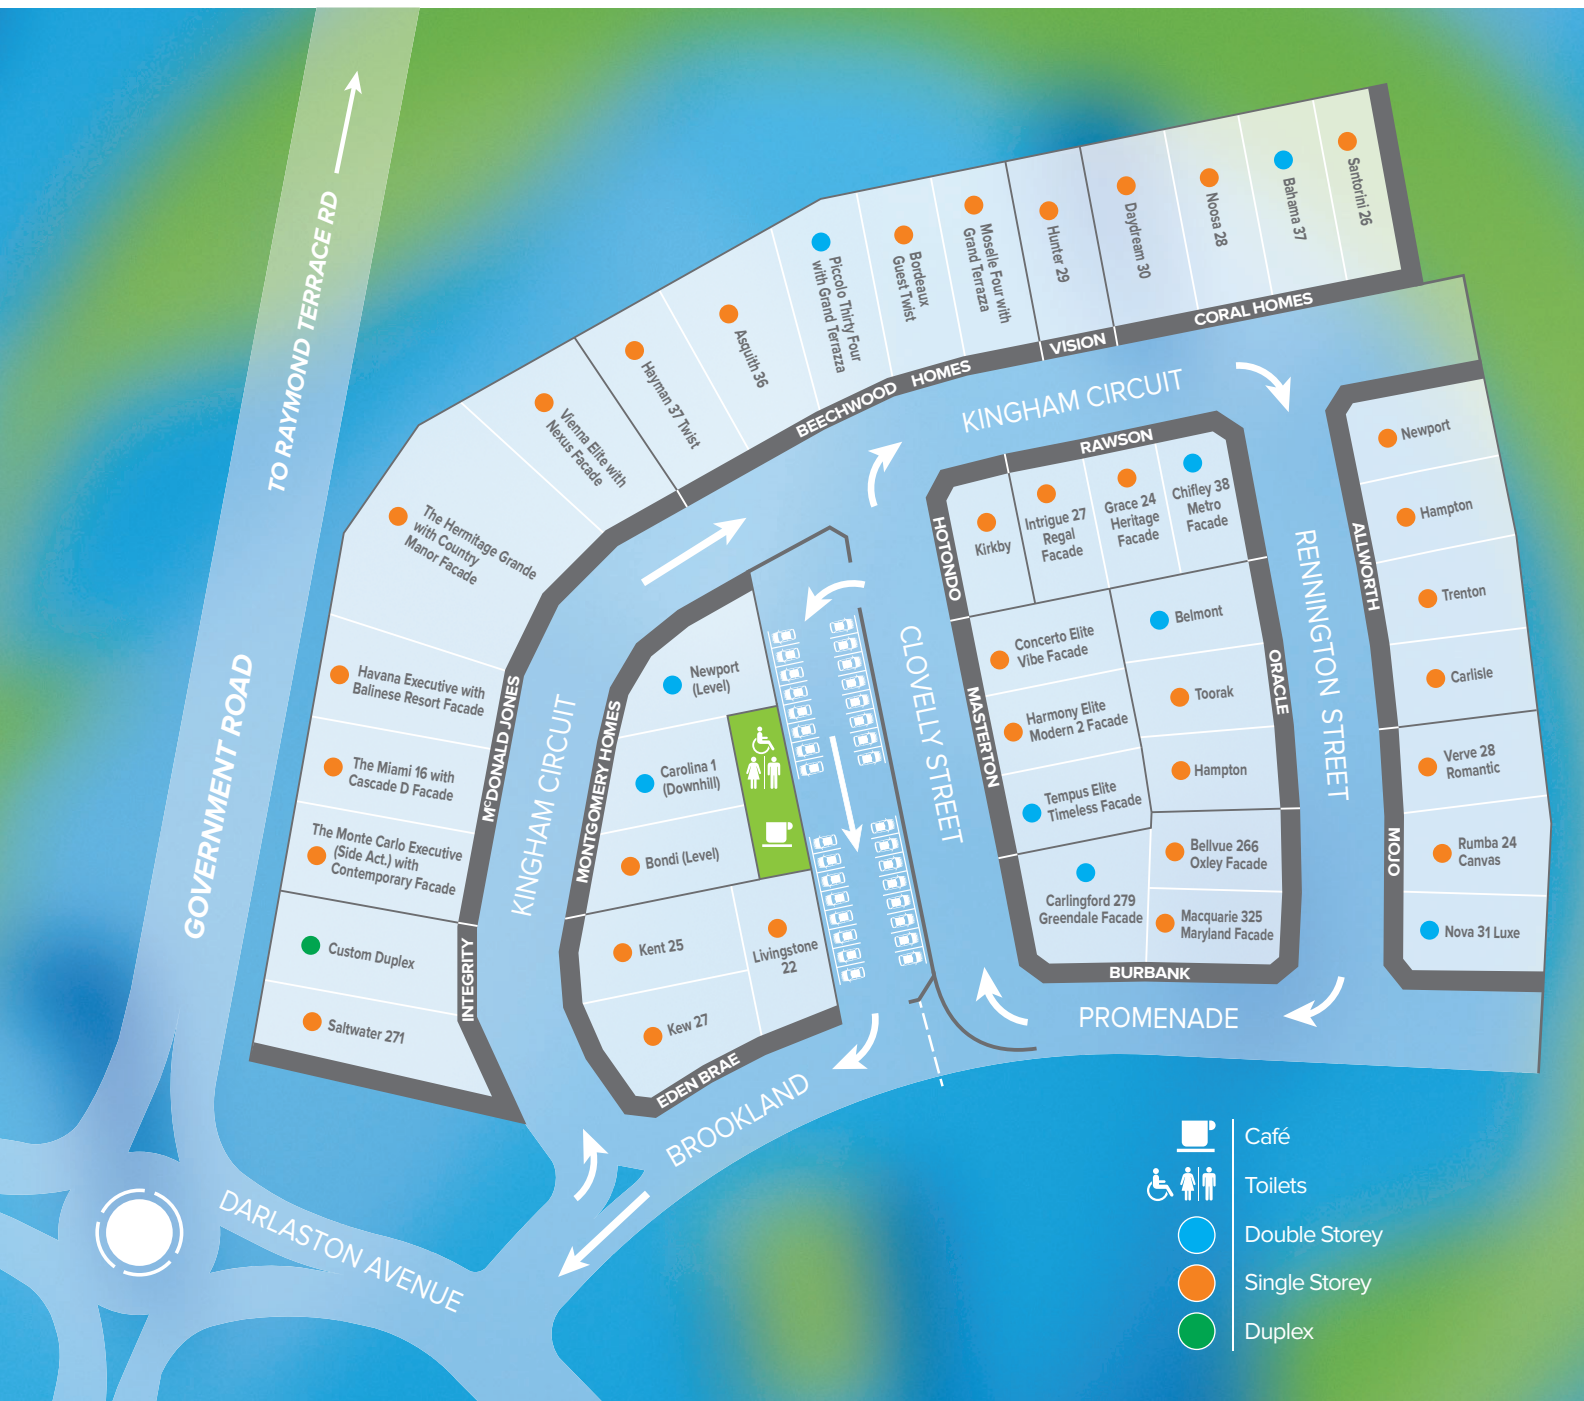 TO RAYMOND TERRACE RD
GOVERNMENT ROAD
DARLASTON AVENUE
The Hermitage Grande
with Country
Manor Facade
Vienna Elite with
Nexus Facade
Hayman 37 Twist
Asquith 36
Piccolo Thirty Four
with Grand Terrazza
Bordeaux
Guest Twist
Moselle Four with
Grand Terrazza
Hunter 29
Daydream 30
Noosa 28
Bahama 37
Santorini 26
BEECHWOOD HOMES
VISION
CORAL HOMES
KINGHAM CIRCUIT
Havana Executive with
Balinese Resort Facade
The Miami 16 with
Cascade D Facade
The Monte Carlo Executive
(Side Act.) with
Contemporary Facade
Custom Duplex
Saltwater 271
McDONALD JONES
INTEGRITY
KINGHAM CIRCUIT
MONTGOMERY HOMES
Newport
(Level)
Carolina 1
(Downhill)
Bondi (Level)
Kent 25
Livingstone
22
Kew 27
EDEN BRAE
BROOKLAND
CLOVELLY STREET
HOTONDO
RAWSON
Kirkby
Intrigue 27
Regal
Facade
Grace 24
Heritage
Facade
Chifley 38
Metro
Facade
MASTERTON
Concerto Elite
Vibe Facade
Harmony Elite
Modern 2 Facade
Tempus Elite
Timeless Facade
Belmont
Toorak
Hampton
ORACLE
Carlingford 279
Greendale Facade
Bellvue 266
Oxley Facade
Macquarie 325
Maryland Facade
BURBANK
PROMENADE
RENNINGTON STREET
ALLWORTH
Newport
Hampton
Trenton
Carlisle
MOJO
Verve 28
Romantic
Rumba 24
Canvas
Nova 31 Luxe
Café
Toilets
Double Storey
Single Storey
Duplex